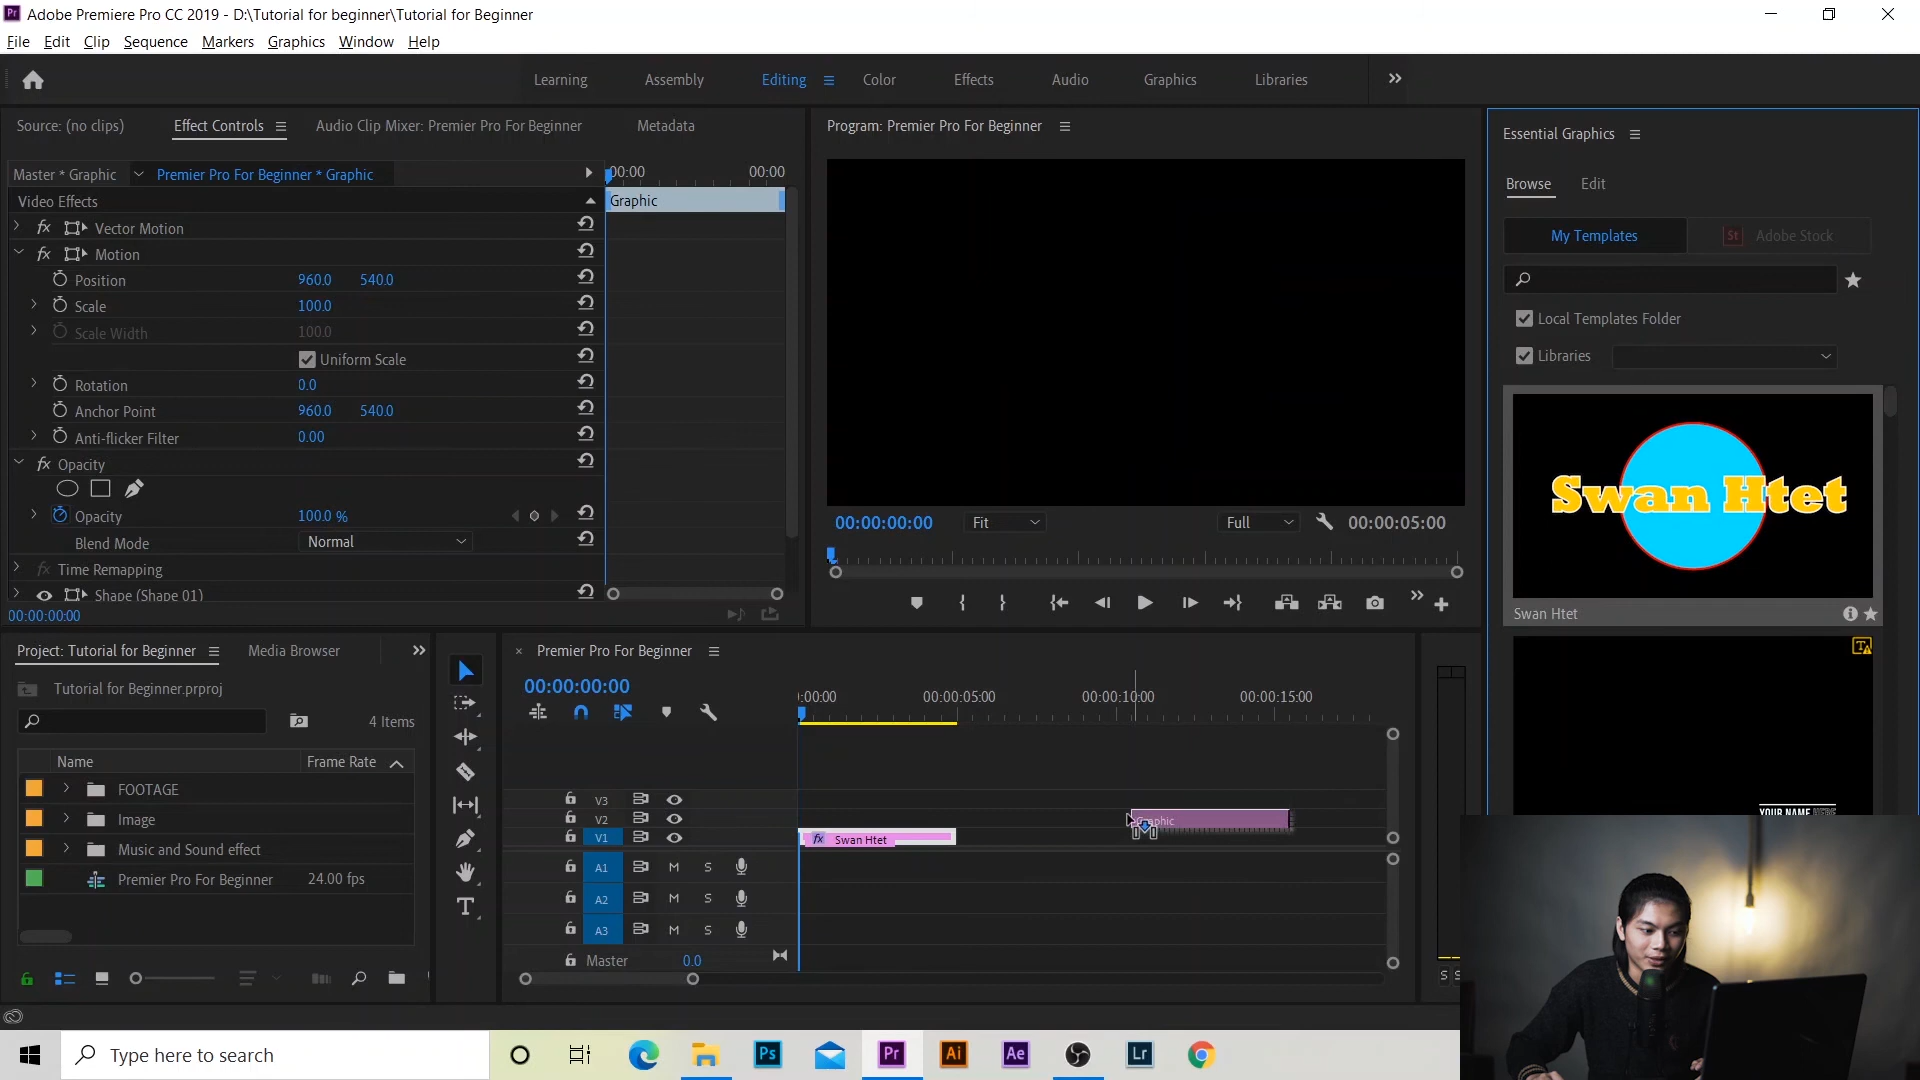 Adobe Premiere Pro CC 2019 - D:\Tutorial for beginner\Tutorial for Beginner
File Edit Clip Sequence Markers Graphics Window Help
Learning Assembly Editing Color Effects Audio Graphics Libraries
Source: (no clips) Effect Controls Audio Clip Mixer: Premier Pro For Beginner Metadata
Program: Premier Pro For Beginner
Essential Graphics
Browse Edit
My Templates St Adobe Stock
Local Templates Folder
Libraries
Swan Htet
Swan Htet
YOUR NAME HERE
Master * Graphic Premier Pro For Beginner * Graphic
:00:00 00:00
Video Effects
Graphic
fx Vector Motion
fx Motion
Position 960.0 540.0
Scale 100.0
Scale Width 100.0
Uniform Scale
Rotation 0.0
Anchor Point 960.0 540.0
Anti-flicker Filter 0.00
fx Opacity
Opacity 100.0 %
Blend Mode Normal
fx Time Remapping
Shape (Shape 01)
00:00:00:00
00:00:00:00 Fit Full 00:00:05:00
Project: Tutorial for Beginner Media Browser
Tutorial for Beginner.prproj
4 Items
Name Frame Rate
FOOTAGE
Image
Music and Sound effect
Premier Pro For Beginner 24.00 fps
Premier Pro For Beginner
00:00:00:00
:00:00 00:00:05:00 00:00:10:00 00:00:15:00
V3
V2 Graphic
V1 fx Swan Htet
A1 M S
A2 M S
A3 M S
Master 0.0
S S
Type here to search
Ps Pr Ai Ae Lr